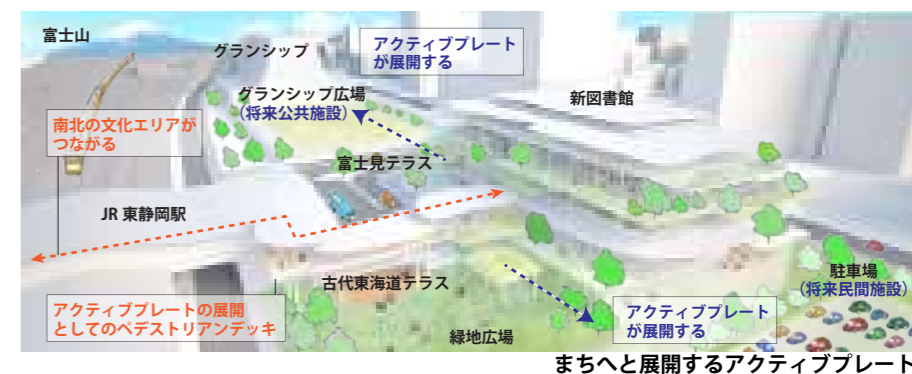 富士山
グランシップ
アクティブプレート
が展開する
グランシップ広場
(将来公共施設)
新図書館
南北の文化エリアが
つながる
富士見テラス
JR 東静岡駅
古代東海道テラス
駐車場
(将来民間施設)
アクティブプレートの展開
としてのペデストリアンデッキ
アクティブプレート
が展開する
緑地広場
まちへと展開するアクティブプレート